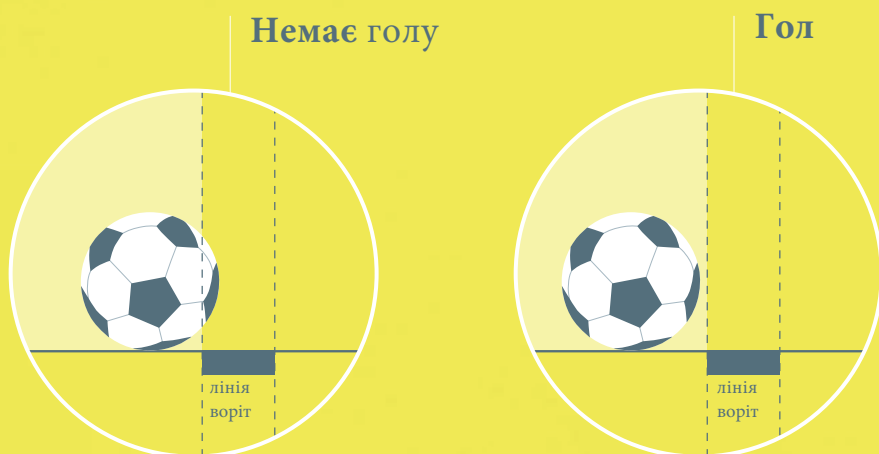 Немає голу
Гол
лінія
воріт
лінія
воріт